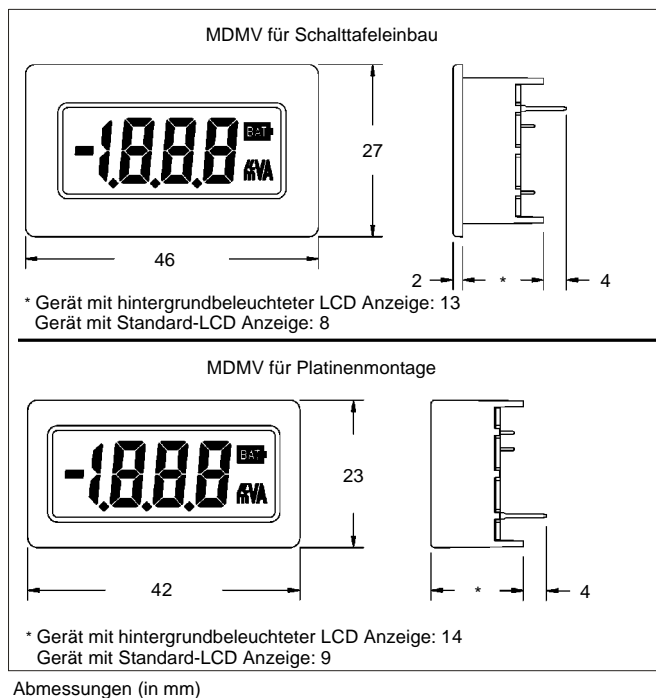 MDMV für Schalttafeleinbau
-1.8.8.8 BAT
mkVA
27
46
2 * 4
* Gerät mit hintergrundbeleuchteter LCD Anzeige: 13
Gerät mit Standard-LCD Anzeige: 8
MDMV für Platinenmontage
-1.8.8.8 BAT
mkVA
23
42
* 4
* Gerät mit hintergrundbeleuchteter LCD Anzeige: 14
Gerät mit Standard-LCD Anzeige: 9
Abmessungen (in mm)